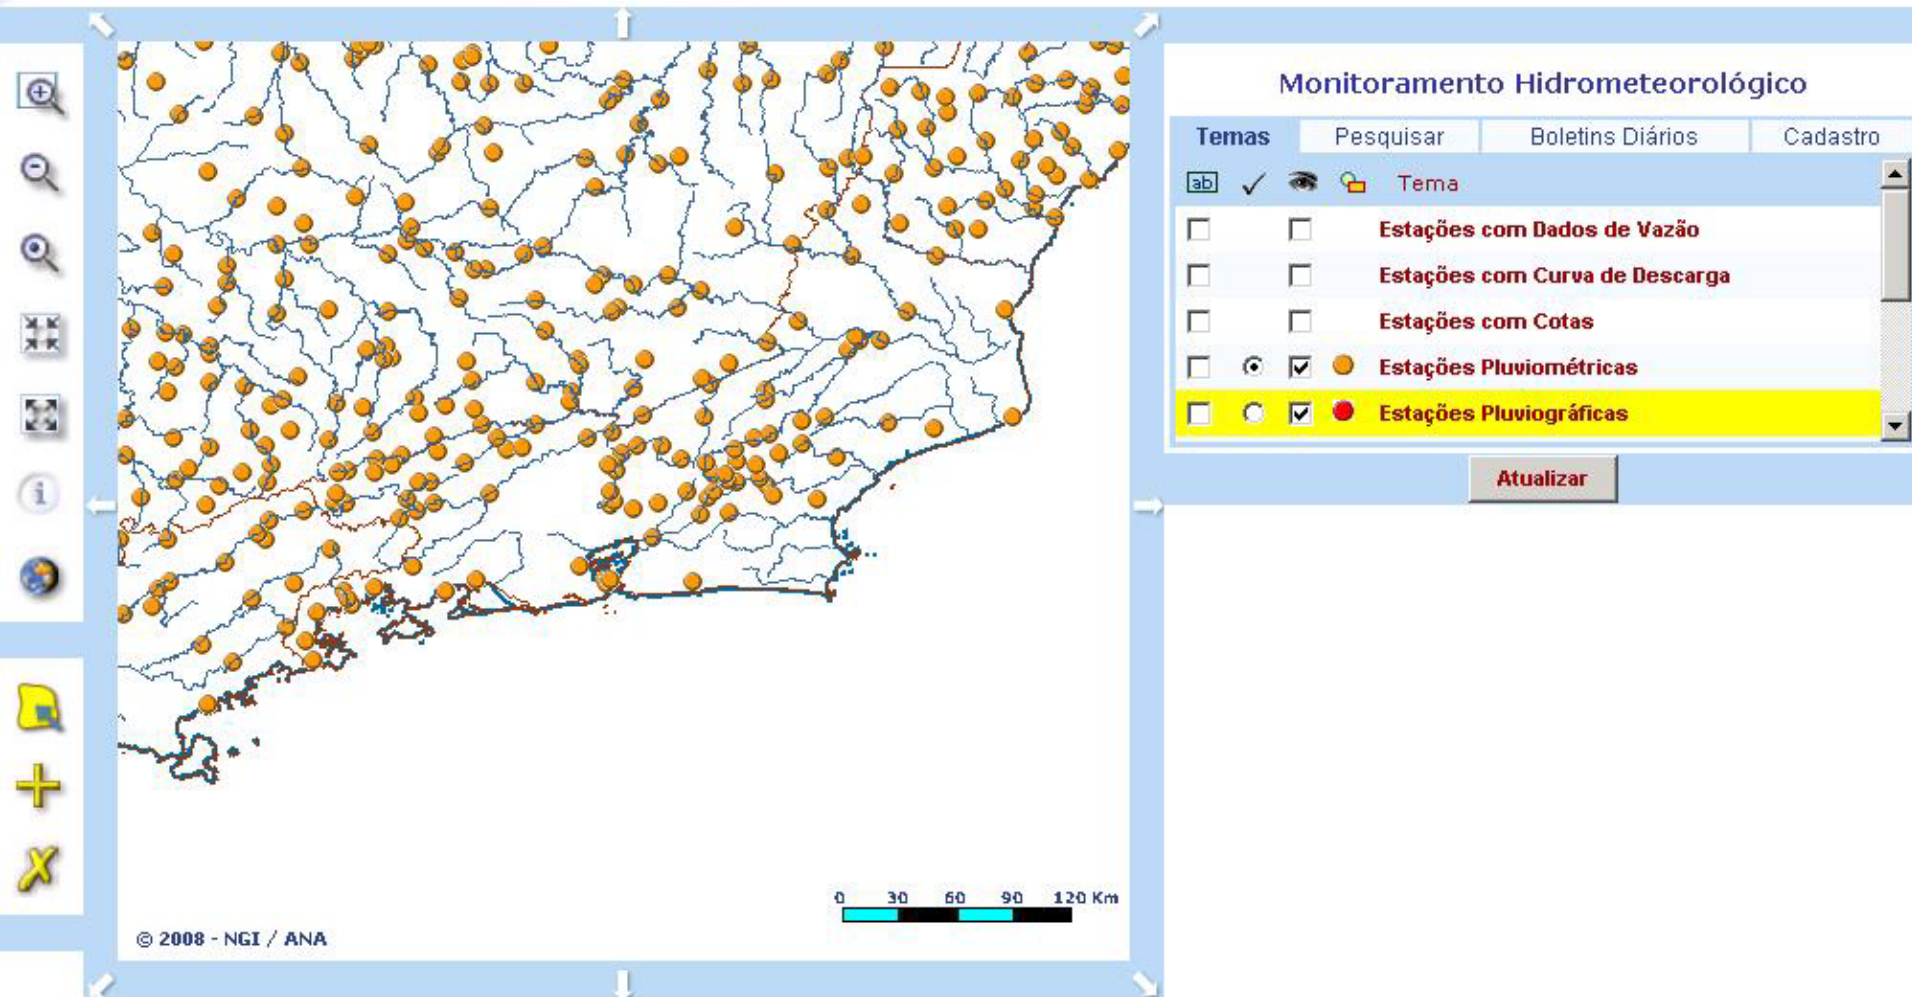 Monitoramento Hidrometeorológico
Temas Pesquisar Boletins Diários Cadastro
ab Tema
Estações com Dados de Vazão
Estações com Curva de Descarga
Estações com Cotas
Estações Pluviométricas
Estações Pluviográficas
Atualizar
i
0 30 60 90 120 Km
© 2008 - NGI / ANA